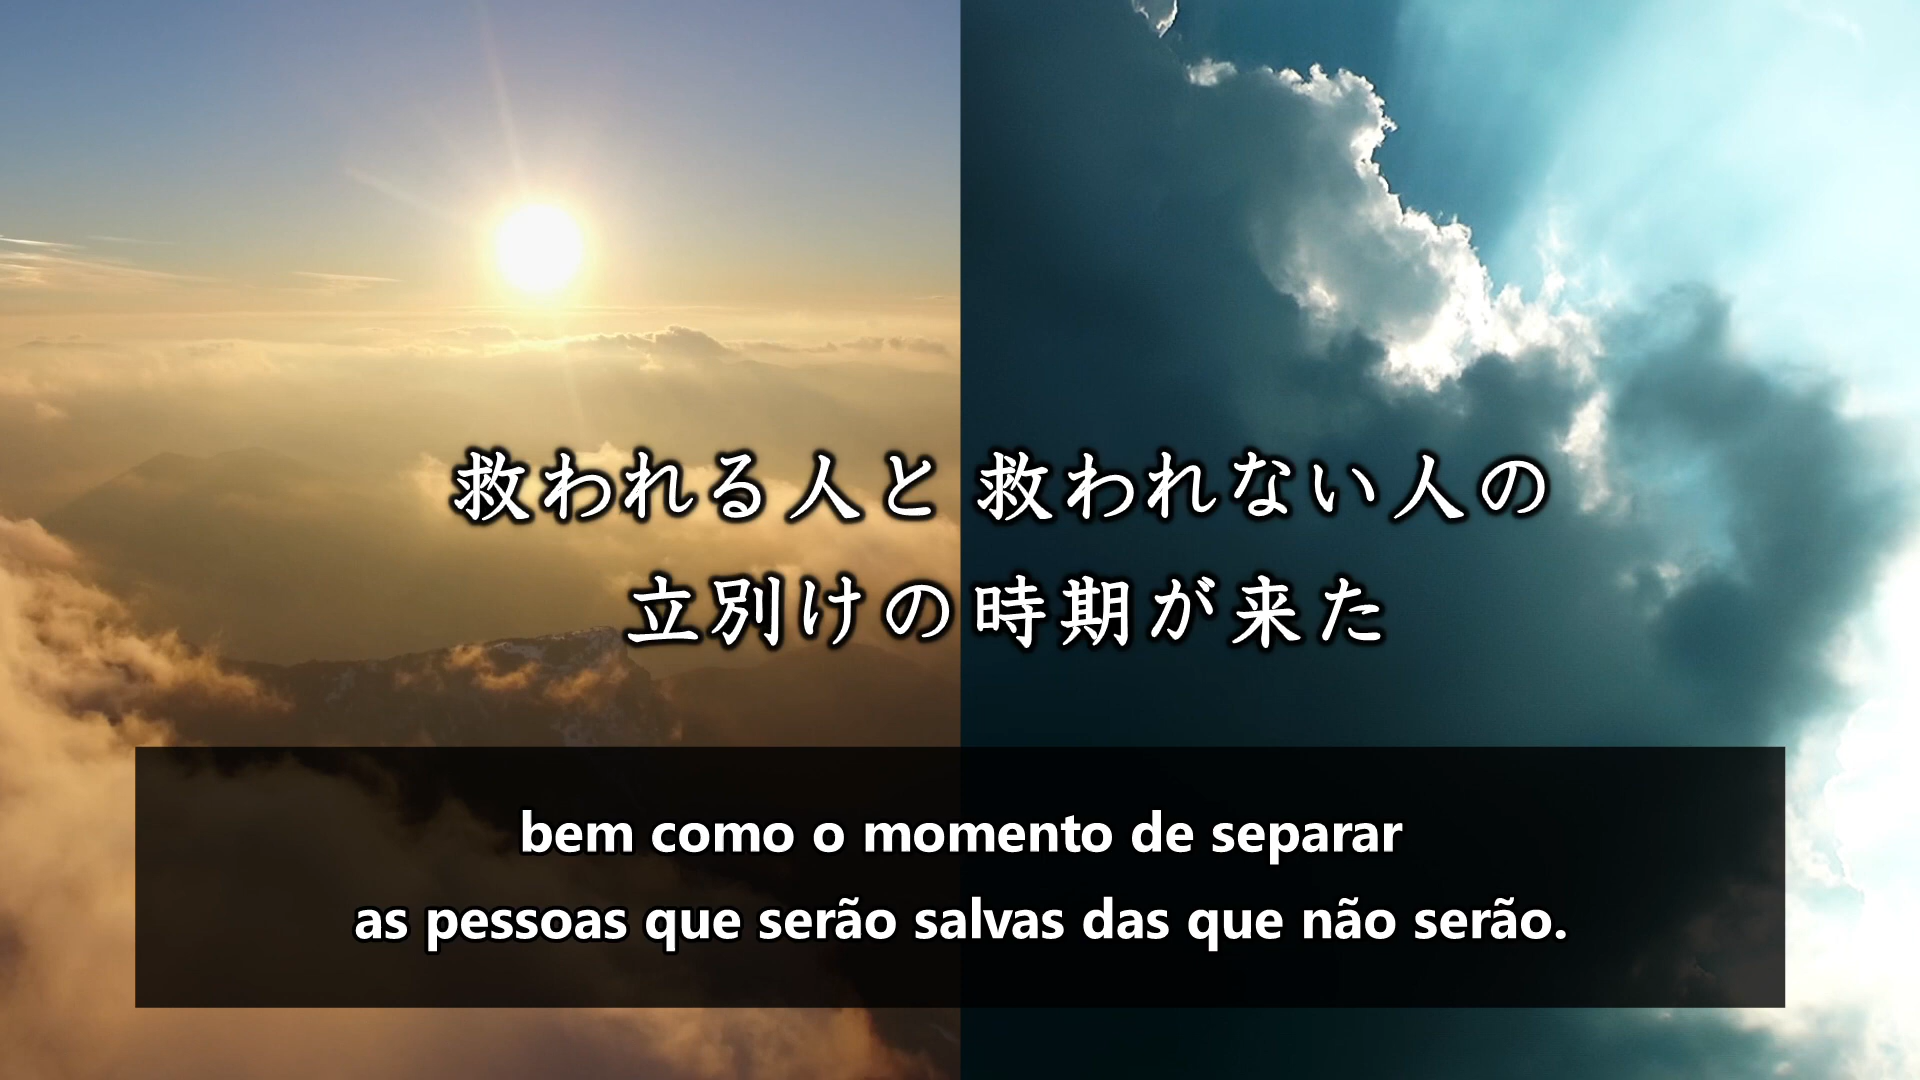 救われる人と 救われない人の
立別けの時期が来た
bem como o momento de separar
as pessoas que serão salvas das que não serão.